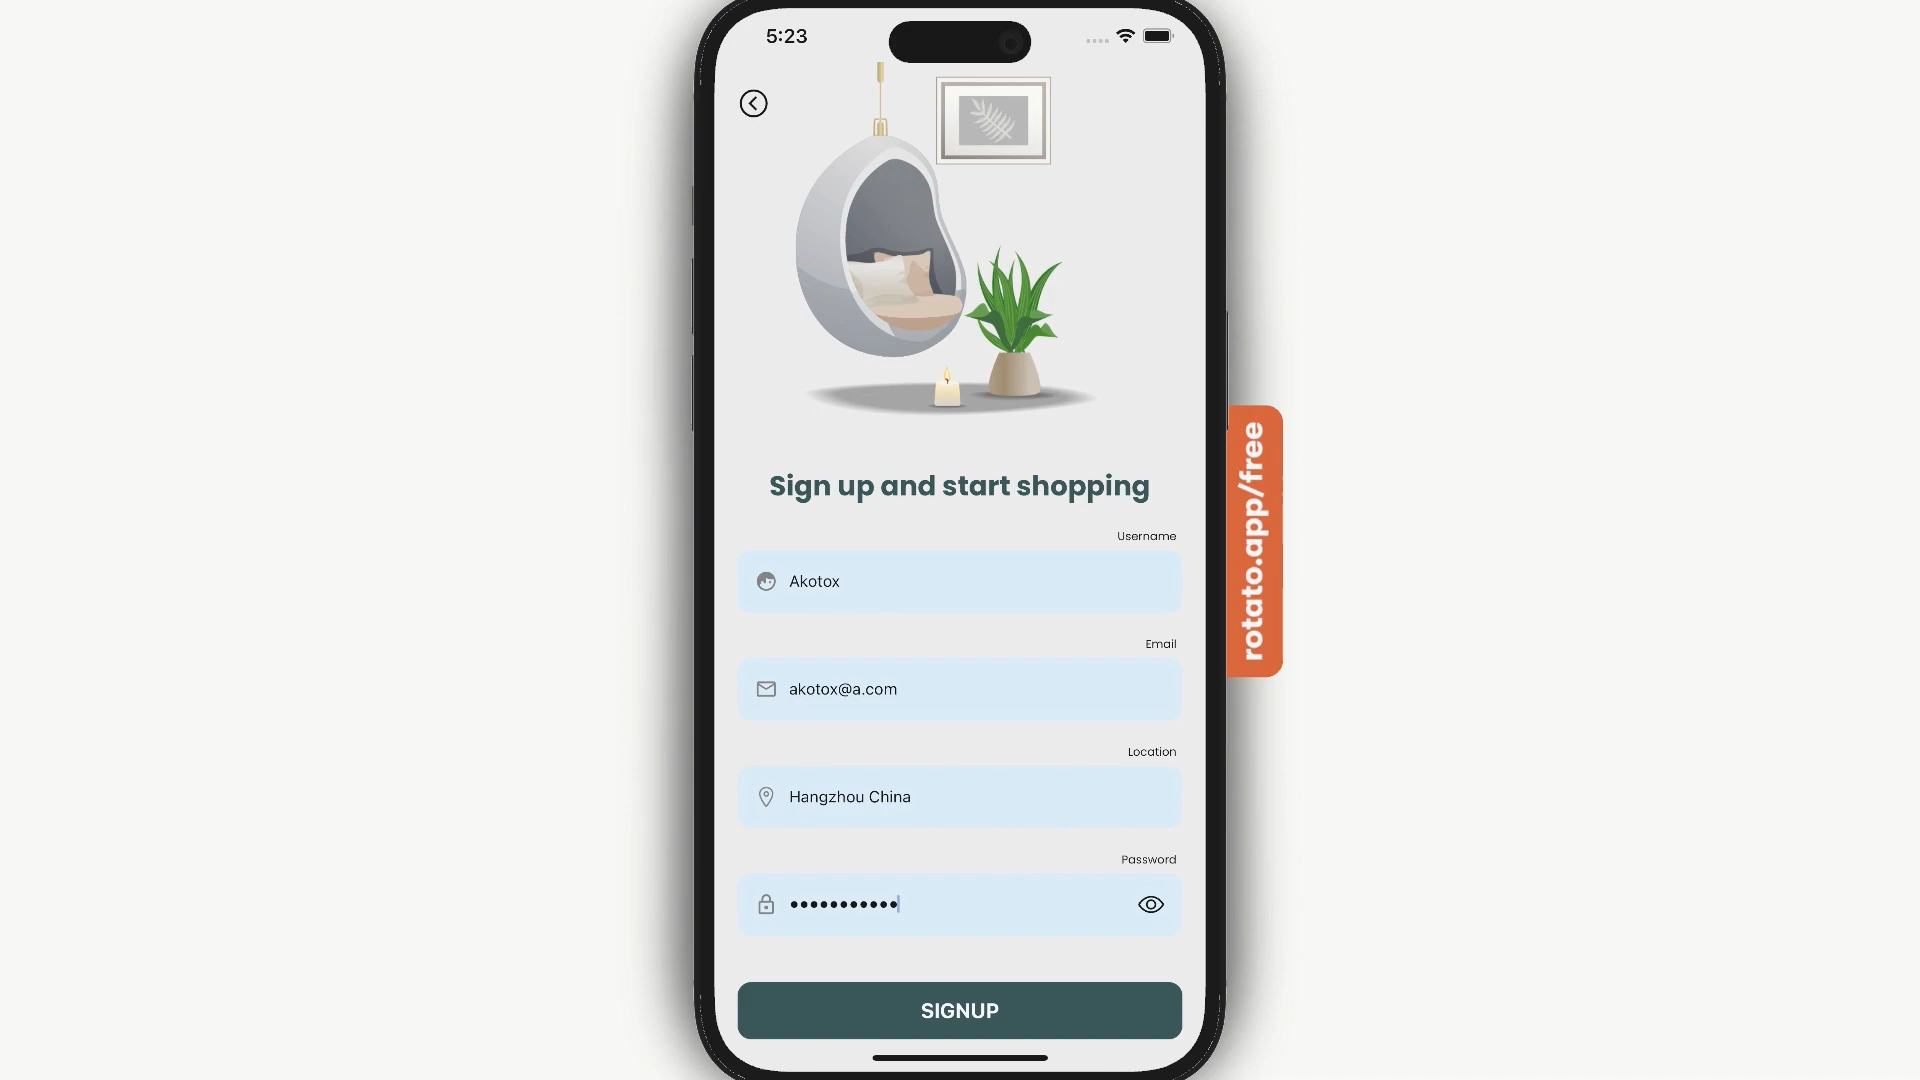 5:23
Sign up and start shopping
Username
Akotox
Email
akotox@a.com
Location
Hangzhou China
Password
•••••••••••
SIGNUP
rotato.app/free